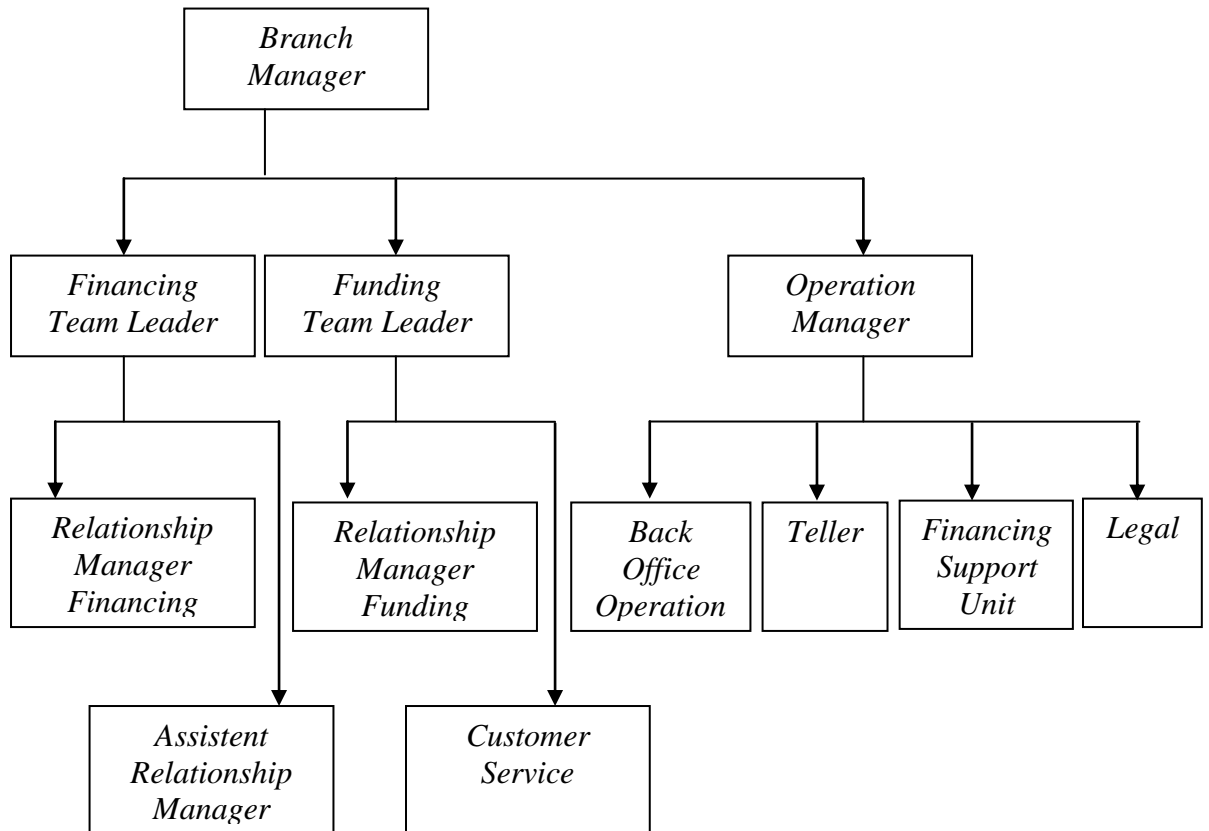 Branch
Manager
Financing
Team Leader
Funding
Team Leader
Operation
Manager
Relationship
Manager
Financing
Relationship
Manager
Funding
Back
Office
Operation
Teller
Financing
Support
Unit
Legal
Assistent
Relationship
Manager
Customer
Service